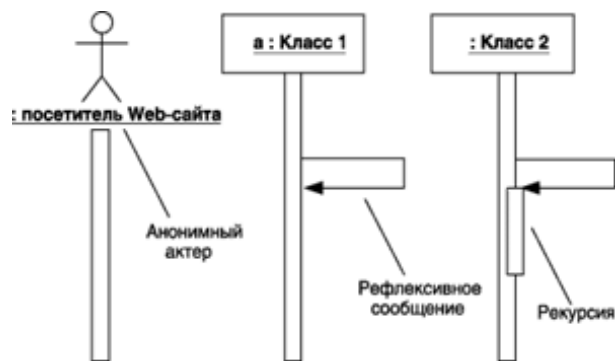 a : Класс 1
: Класс 2
: посетитель Web-сайта
Анонимный
актер
Рефлексивное
сообщение
Рекурсия